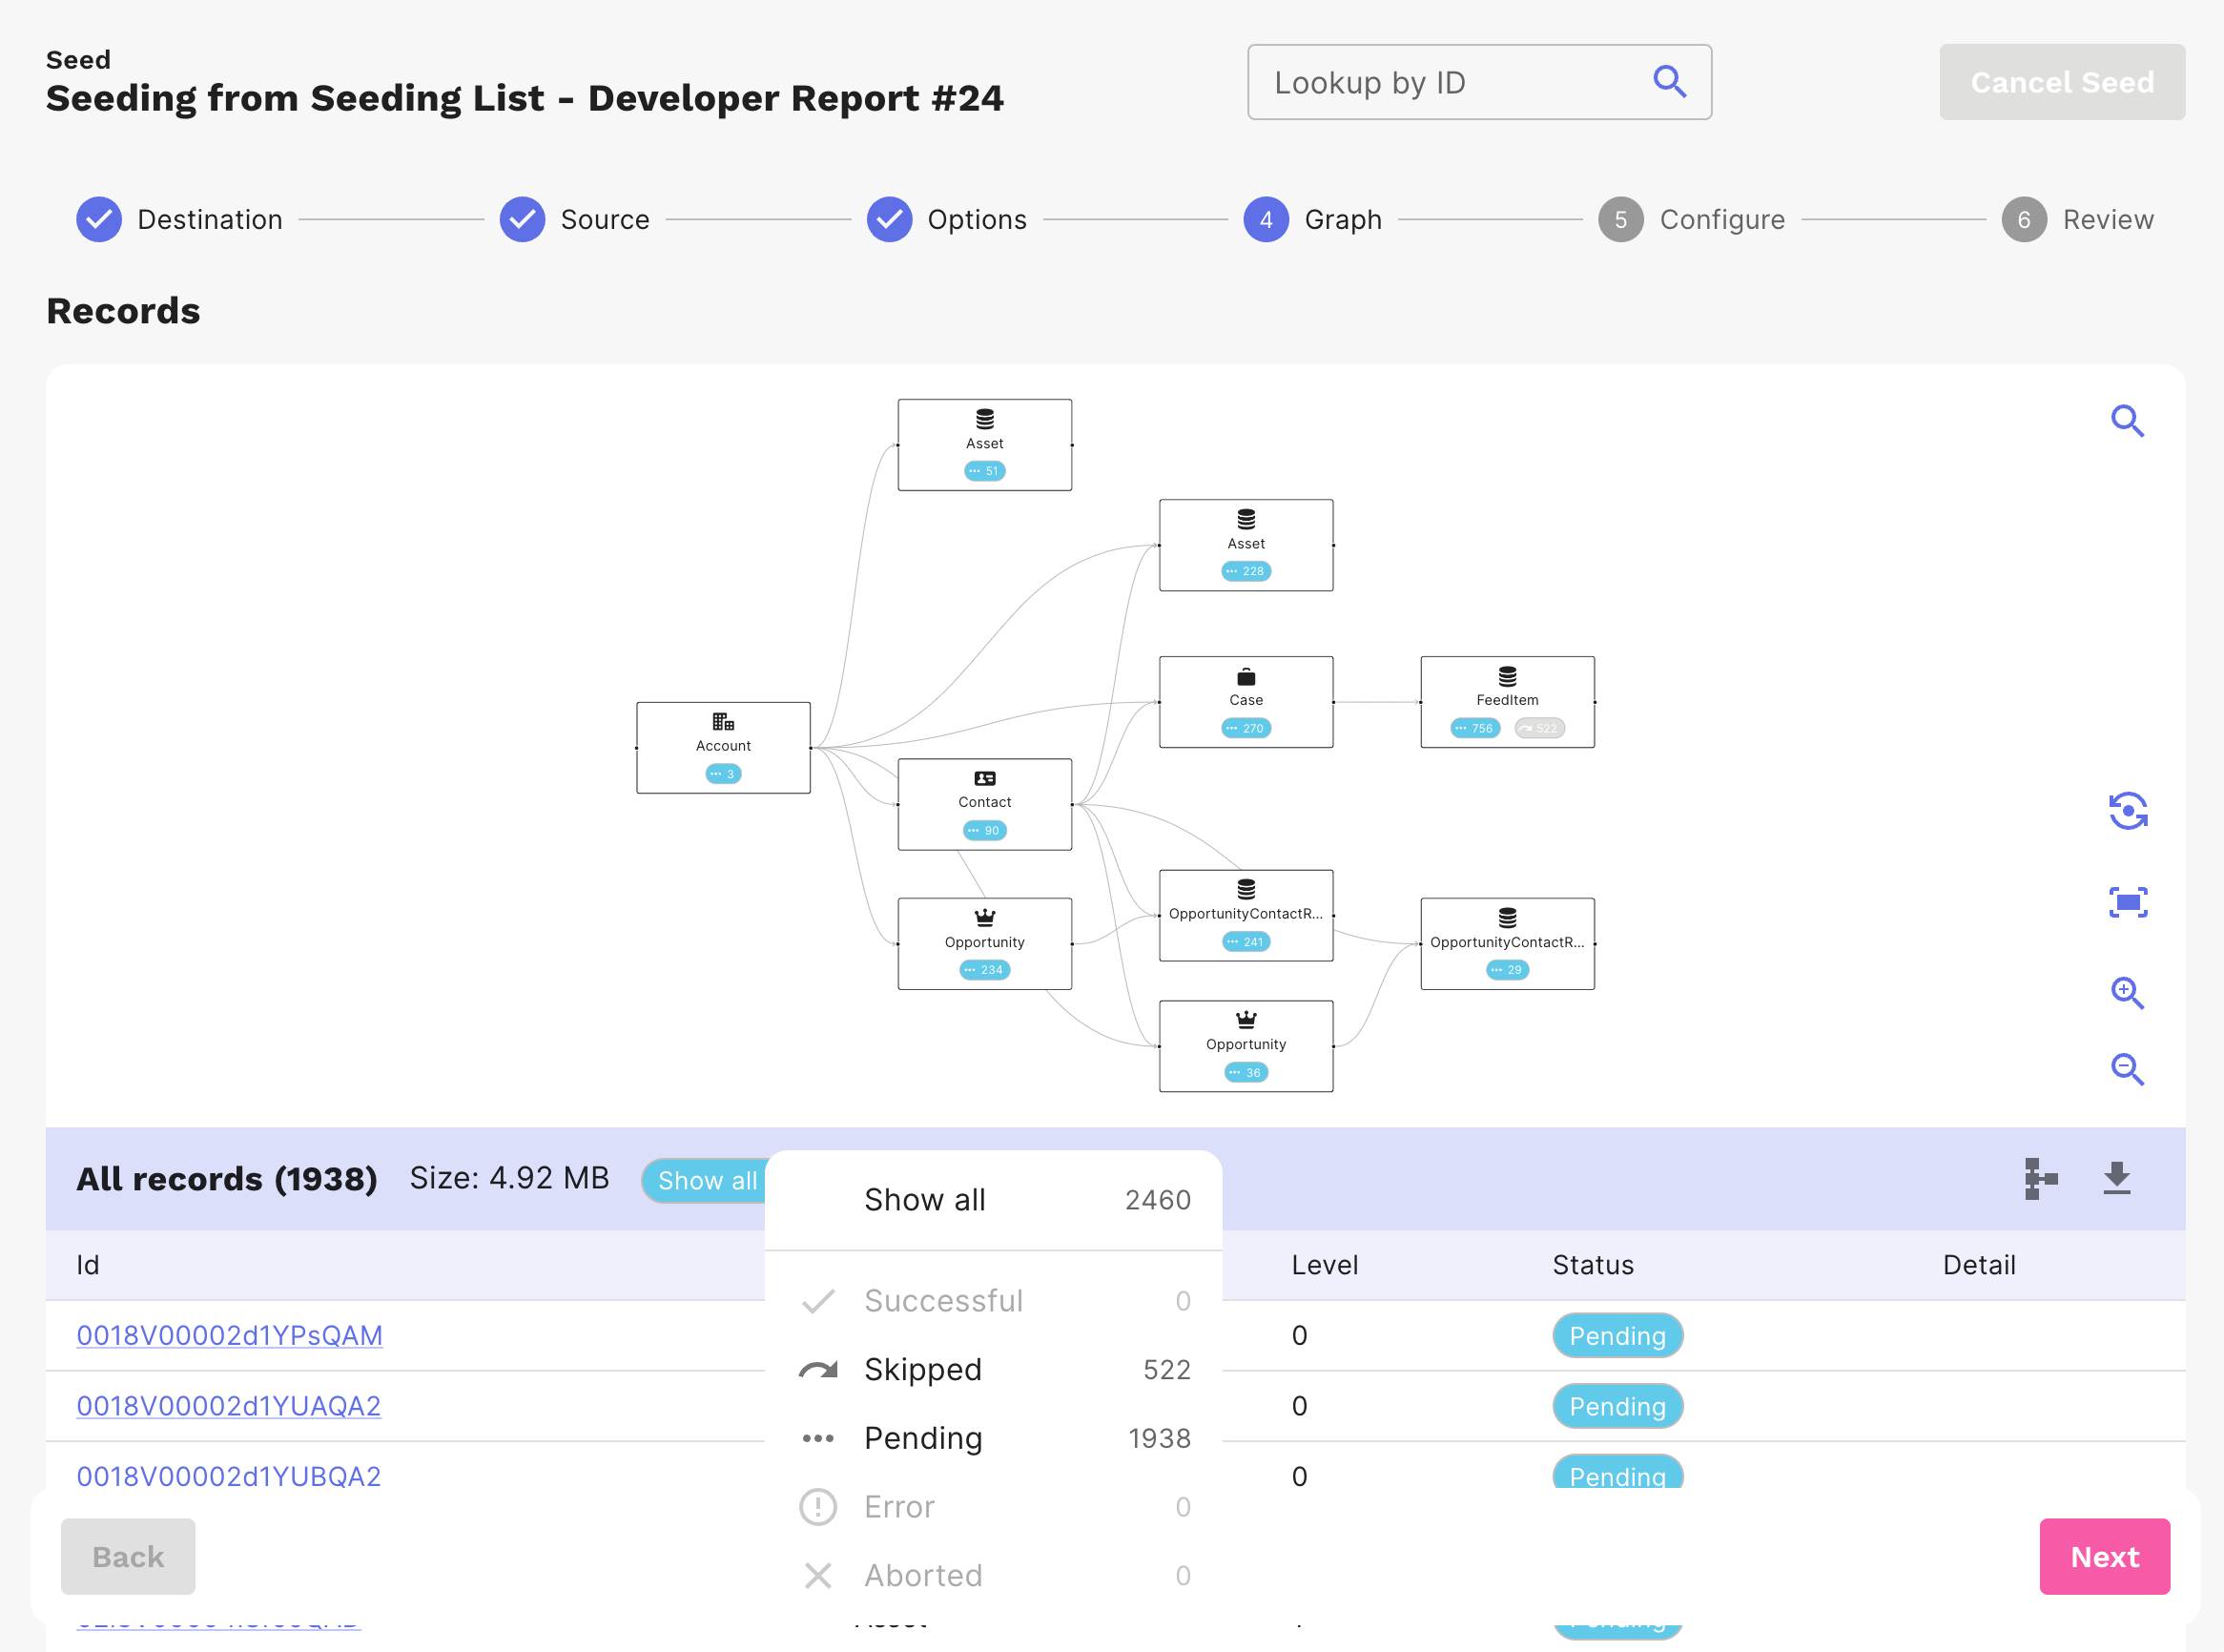 Seed
Seeding from Seeding List - Developer Report #24
Lookup by ID
Cancel Seed
Destination
Source
Options
4 Graph
5 Configure
6 Review
Records
Asset
51
Asset
228
Case
270
FeedItem
756 522
Account
3
Contact
90
OpportunityContactR...
241
Opportunity
234
OpportunityContactR...
29
Opportunity
36
All records (1938) Size: 4.92 MB Show all
Show all 2460
Id Level Status Detail
Successful 0
0018V00002d1YPsQAM 0 Pending
Skipped 522
0018V00002d1YUAQA2 0 Pending
Pending 1938
0018V00002d1YUBQA2 0 Pending
Error 0
Back
Next
Aborted 0